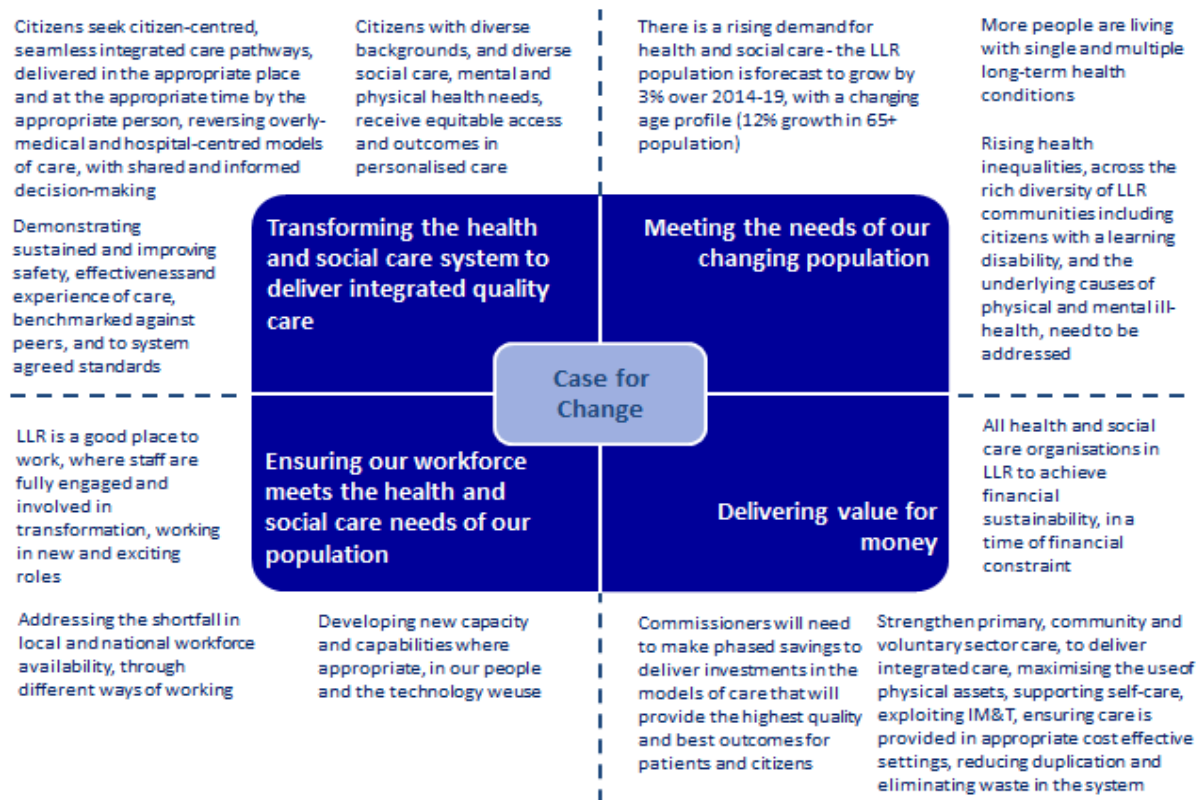 Citizens seek citizen-centred,
seamless integrated care pathways,
delivered in the appropriate place
and at the appropriate time by the
appropriate person, reversing overly-
medical and hospital-centred models
of care, with shared and informed
decision-making
Citizens with diverse
backgrounds, and diverse
social care, mental and
physical health needs,
receive equitable access
and outcomes in
personalised care
There is a rising demand for
health and social care - the LLR
population is forecast to grow by
3% over 2014-19, with a changing
age profile (12% growth in 65+
population)
More people are living
with single and multiple
long-term health
conditions
Demonstrating
sustained and improving
safety, effectiveness and
experience of care,
benchmarked against
peers, and to system
agreed standards
Transforming the health
and social care system to
deliver integrated quality
care
Meeting the needs of our
changing population
Rising health
inequalities, across the
rich diversity of LLR
communities including
citizens with a learning
disability, and the
underlying causes of
physical and mental ill-
health, need to be
addressed
Case for
Change
LLR is a good place to
work, where staff are
fully engaged and
involved in
transformation, working
in new and exciting
roles
Ensuring our workforce
meets the health and
social care needs of our
population
Delivering value for
money
All health and social
care organisations in
LLR to achieve
financial
sustainability, in a
time of financial
constraint
Addressing the shortfall in
local and national workforce
availability, through
different ways of working
Developing new capacity
and capabilities where
appropriate, in our people
and the technology we use
Commissioners will need
to make phased savings to
deliver investments in the
models of care that will
provide the highest quality
and best outcomes for
patients and citizens
Strengthen primary, community and
voluntary sector care, to deliver
integrated care, maximising the use of
physical assets, supporting self-care,
exploiting IM&T, ensuring care is
provided in appropriate cost effective
settings, reducing duplication and
eliminating waste in the system